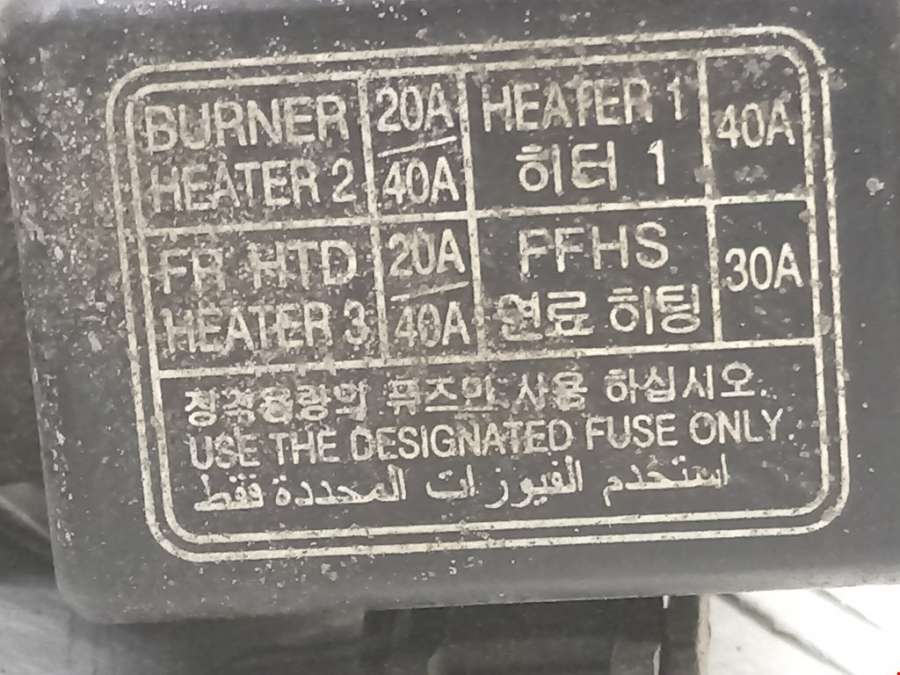 BURNER 20A HEATER 1 40A
HEATER 2 40A 히터 1
FR HTD 20A FFHS 30A
HEATER 3 40A 연료 히팅
정격용량의 퓨즈만 사용 하십시오.
USE THE DESIGNATED FUSE ONLY.
استخدم الفيوزات المحددة فقط